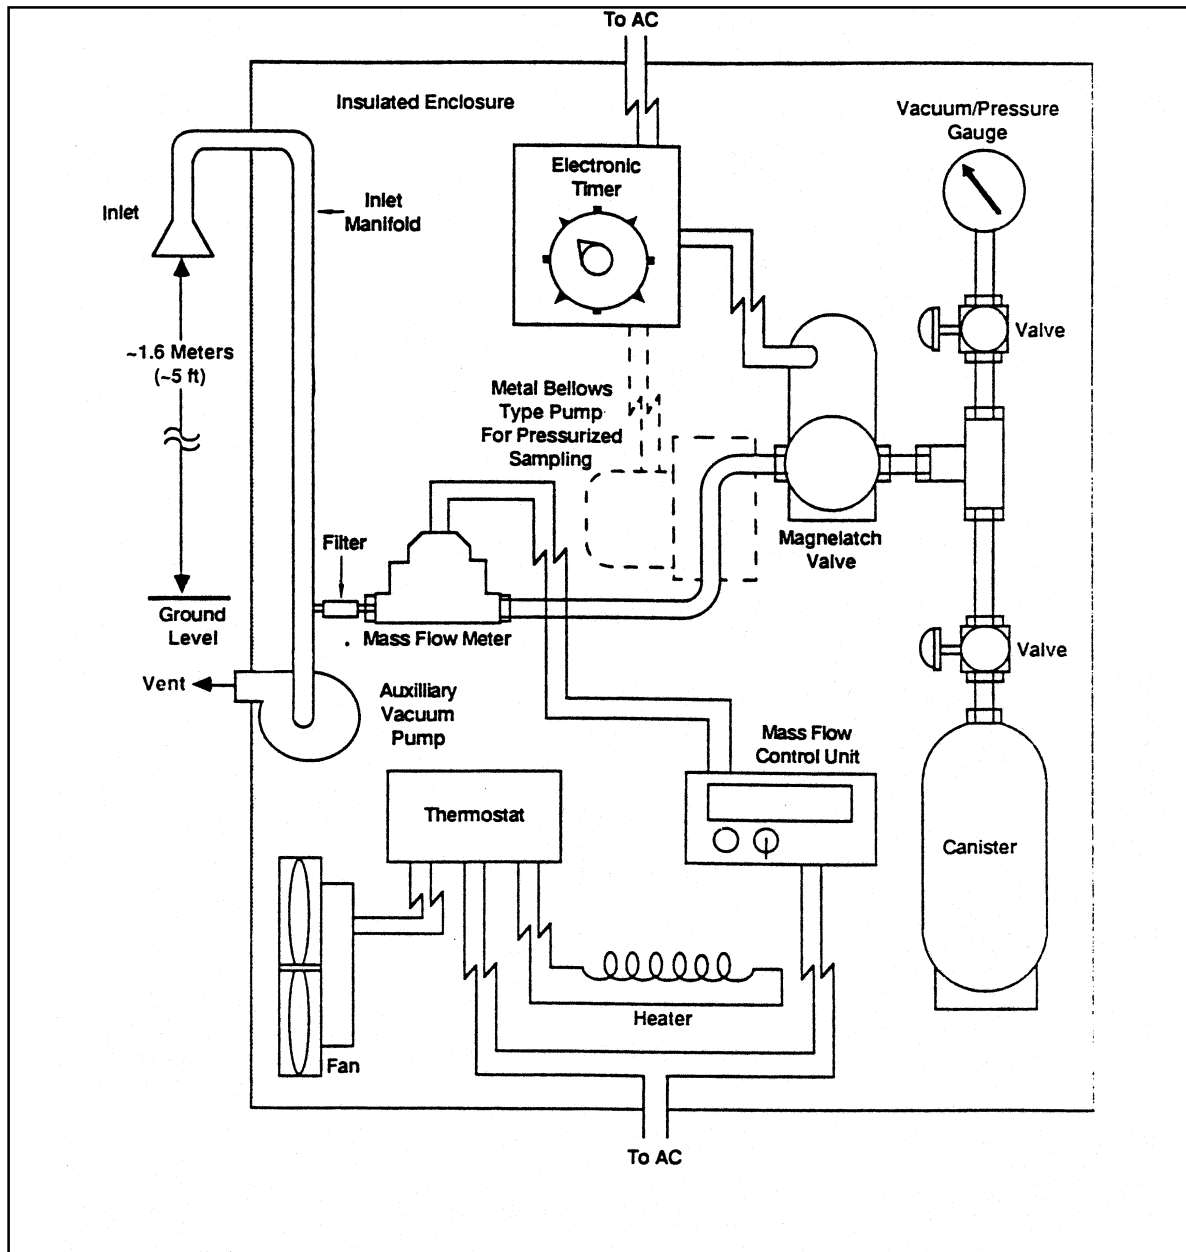 To AC
Insulated Enclosure
Vacuum/Pressure
Gauge
Electronic
Timer
Inlet
Inlet
Manifold
Valve
~1.6 Meters
(~5 ft)
Metal Bellows
Type Pump
For Pressurized
Sampling
Magnelatch
Valve
Filter
Ground
Level
Mass Flow Meter
Valve
Vent
Auxilliary
Vacuum
Pump
Mass Flow
Control Unit
Thermostat
Canister
Heater
Fan
To AC